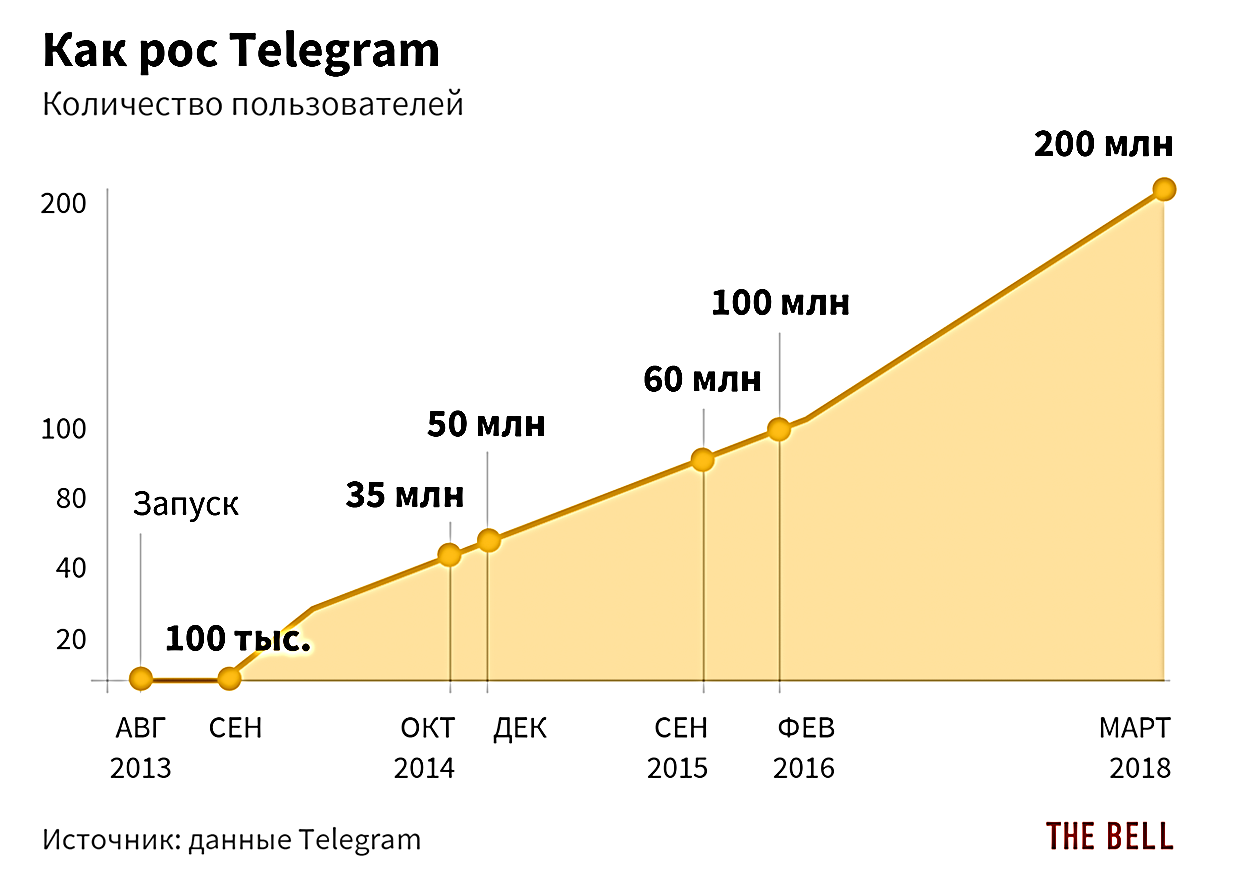 Как рос Telegram
Количество пользователей
200 млн
200
100 млн
60 млн
50 млн
100
35 млн
80
Запуск
40
100 тыс.
20
АВГ СЕН ОКТ ДЕК СЕН ФЕВ МАРТ
2013 2014 2015 2016 2018
Источник: данные Telegram
THE BELL